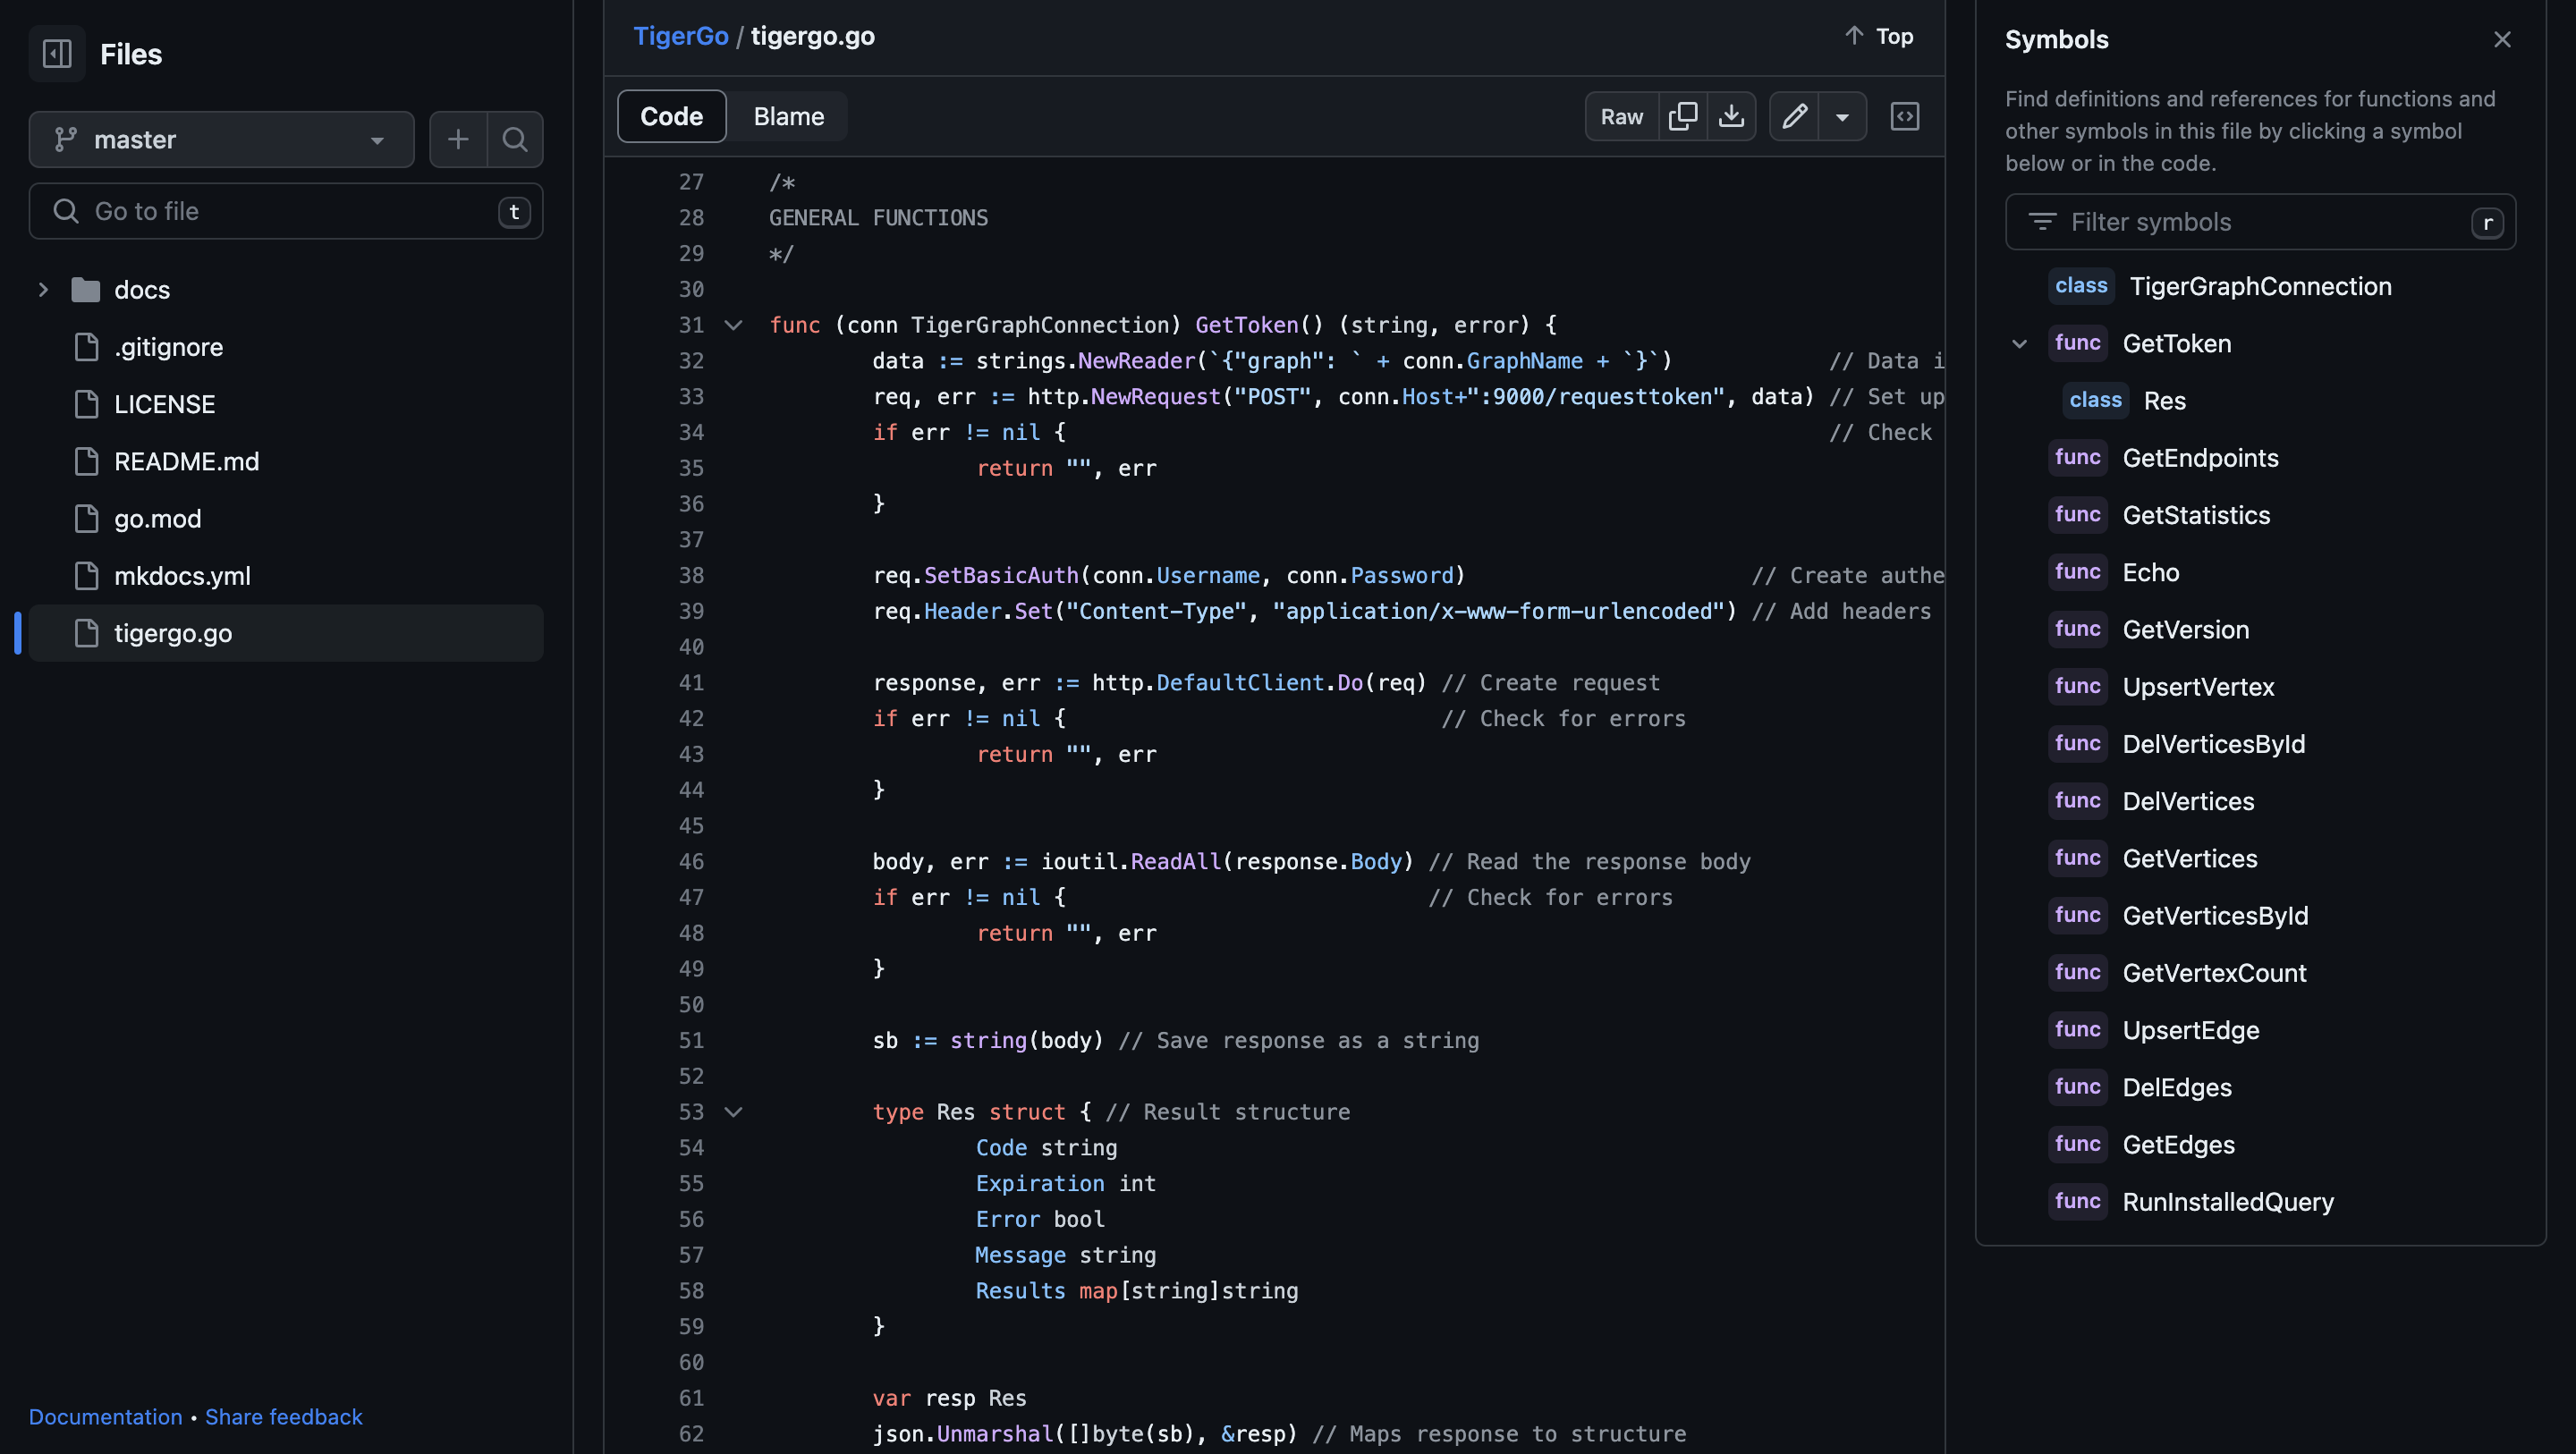 Files
master
Go to file
t
docs
.gitignore
LICENSE
README.md
go.mod
mkdocs.yml
tigergo.go
Documentation • Share feedback
TigerGo / tigergo.go
Top
Code Blame
Raw
27 /*
28 GENERAL FUNCTIONS
29 */
30
31 func (conn TigerGraphConnection) GetToken() (string, error) {
32 data := strings.NewReader(`{"graph": ` + conn.GraphName + `}`) // Data i
33 req, err := http.NewRequest("POST", conn.Host+":9000/requesttoken", data) // Set up
34 if err != nil { // Check
35 return "", err
36 }
37
38 req.SetBasicAuth(conn.Username, conn.Password) // Create authe
39 req.Header.Set("Content-Type", "application/x-www-form-urlencoded") // Add headers
40
41 response, err := http.DefaultClient.Do(req) // Create request
42 if err != nil { // Check for errors
43 return "", err
44 }
45
46 body, err := ioutil.ReadAll(response.Body) // Read the response body
47 if err != nil { // Check for errors
48 return "", err
49 }
50
51 sb := string(body) // Save response as a string
52
53 type Res struct { // Result structure
54 Code string
55 Expiration int
56 Error bool
57 Message string
58 Results map[string]string
59 }
60
61 var resp Res
62 json.Unmarshal([]byte(sb), &resp) // Maps response to structure
Symbols
Find definitions and references for functions and
other symbols in this file by clicking a symbol
below or in the code.
Filter symbols
r
class TigerGraphConnection
func GetToken
class Res
func GetEndpoints
func GetStatistics
func Echo
func GetVersion
func UpsertVertex
func DelVerticesById
func DelVertices
func GetVertices
func GetVerticesById
func GetVertexCount
func UpsertEdge
func DelEdges
func GetEdges
func RunInstalledQuery